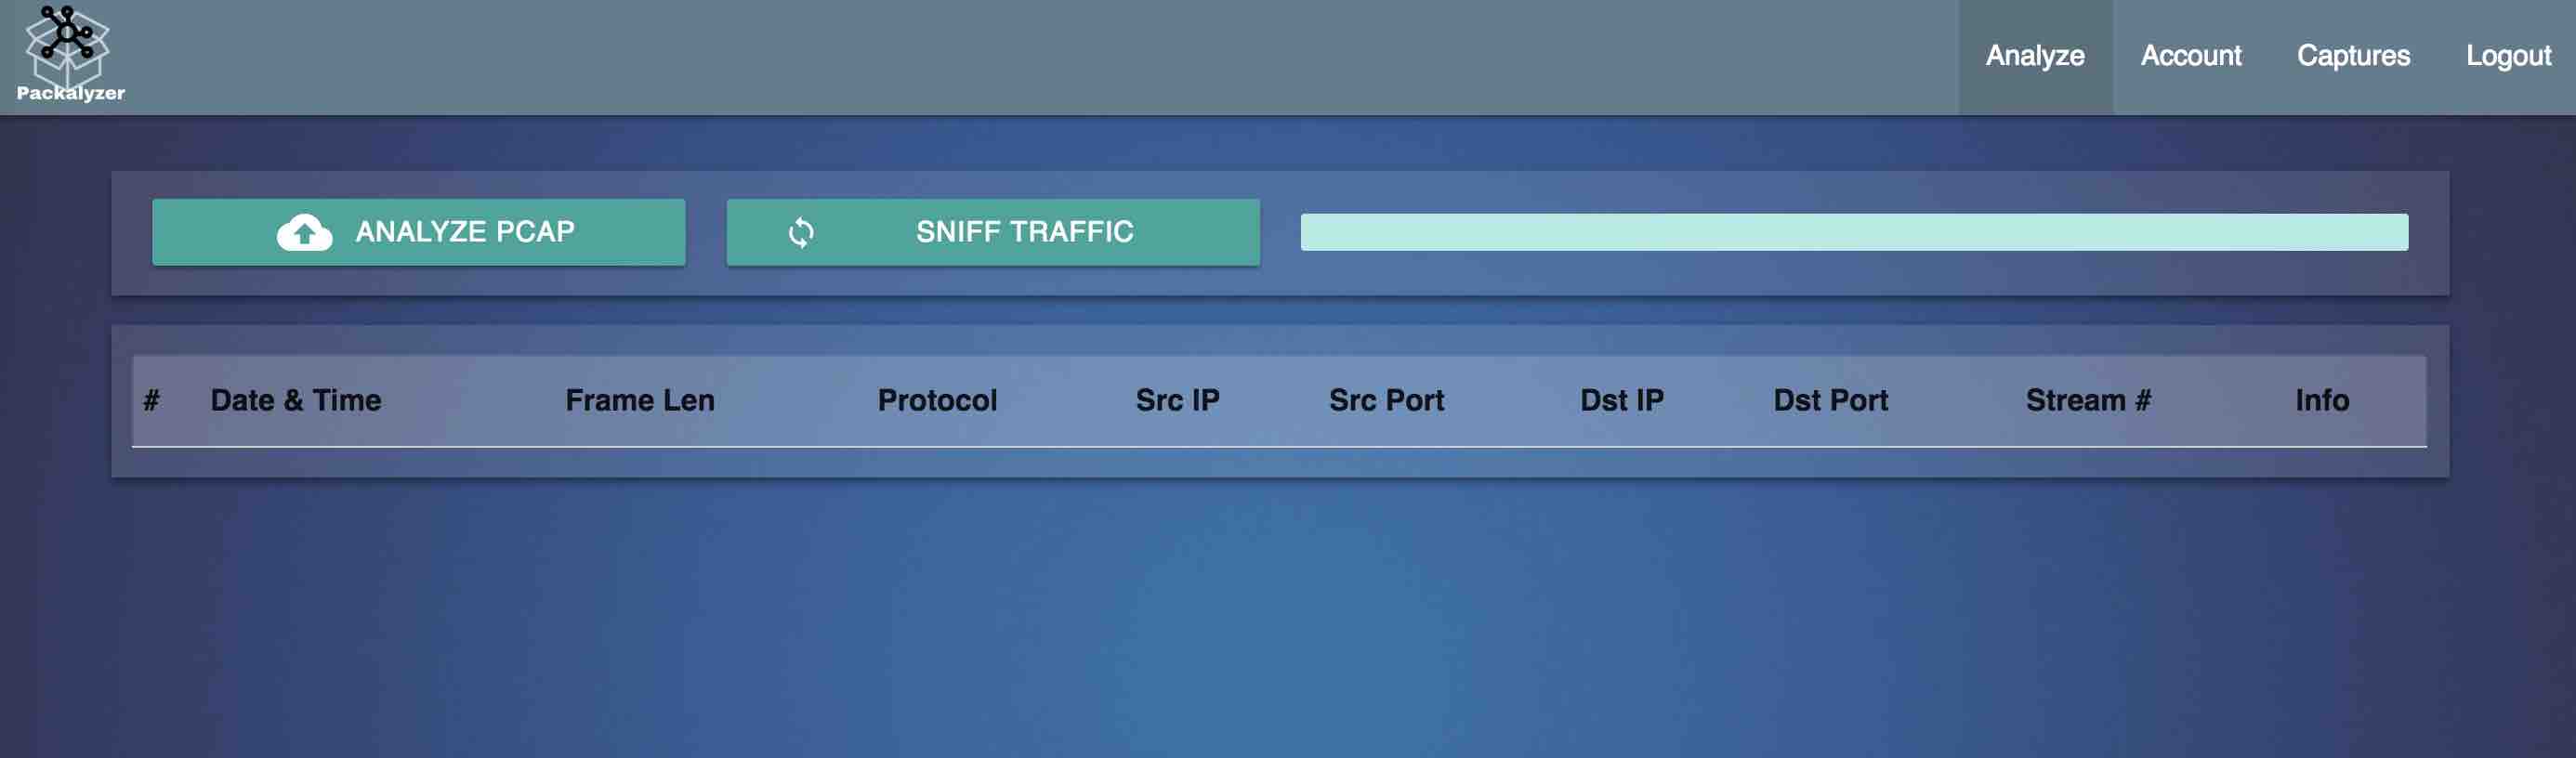 Packalyzer
Analyze Account Captures Logout
ANALYZE PCAP SNIFF TRAFFIC
# Date & Time Frame Len Protocol Src IP Src Port Dst IP Dst Port Stream # Info